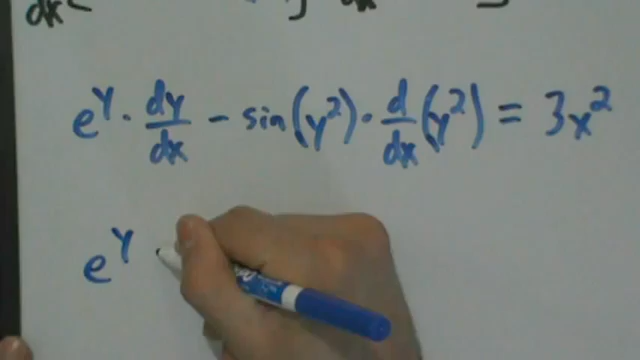 e^y · dy/dx - sin(y²) · d/dx (y²) = 3x²
e^y